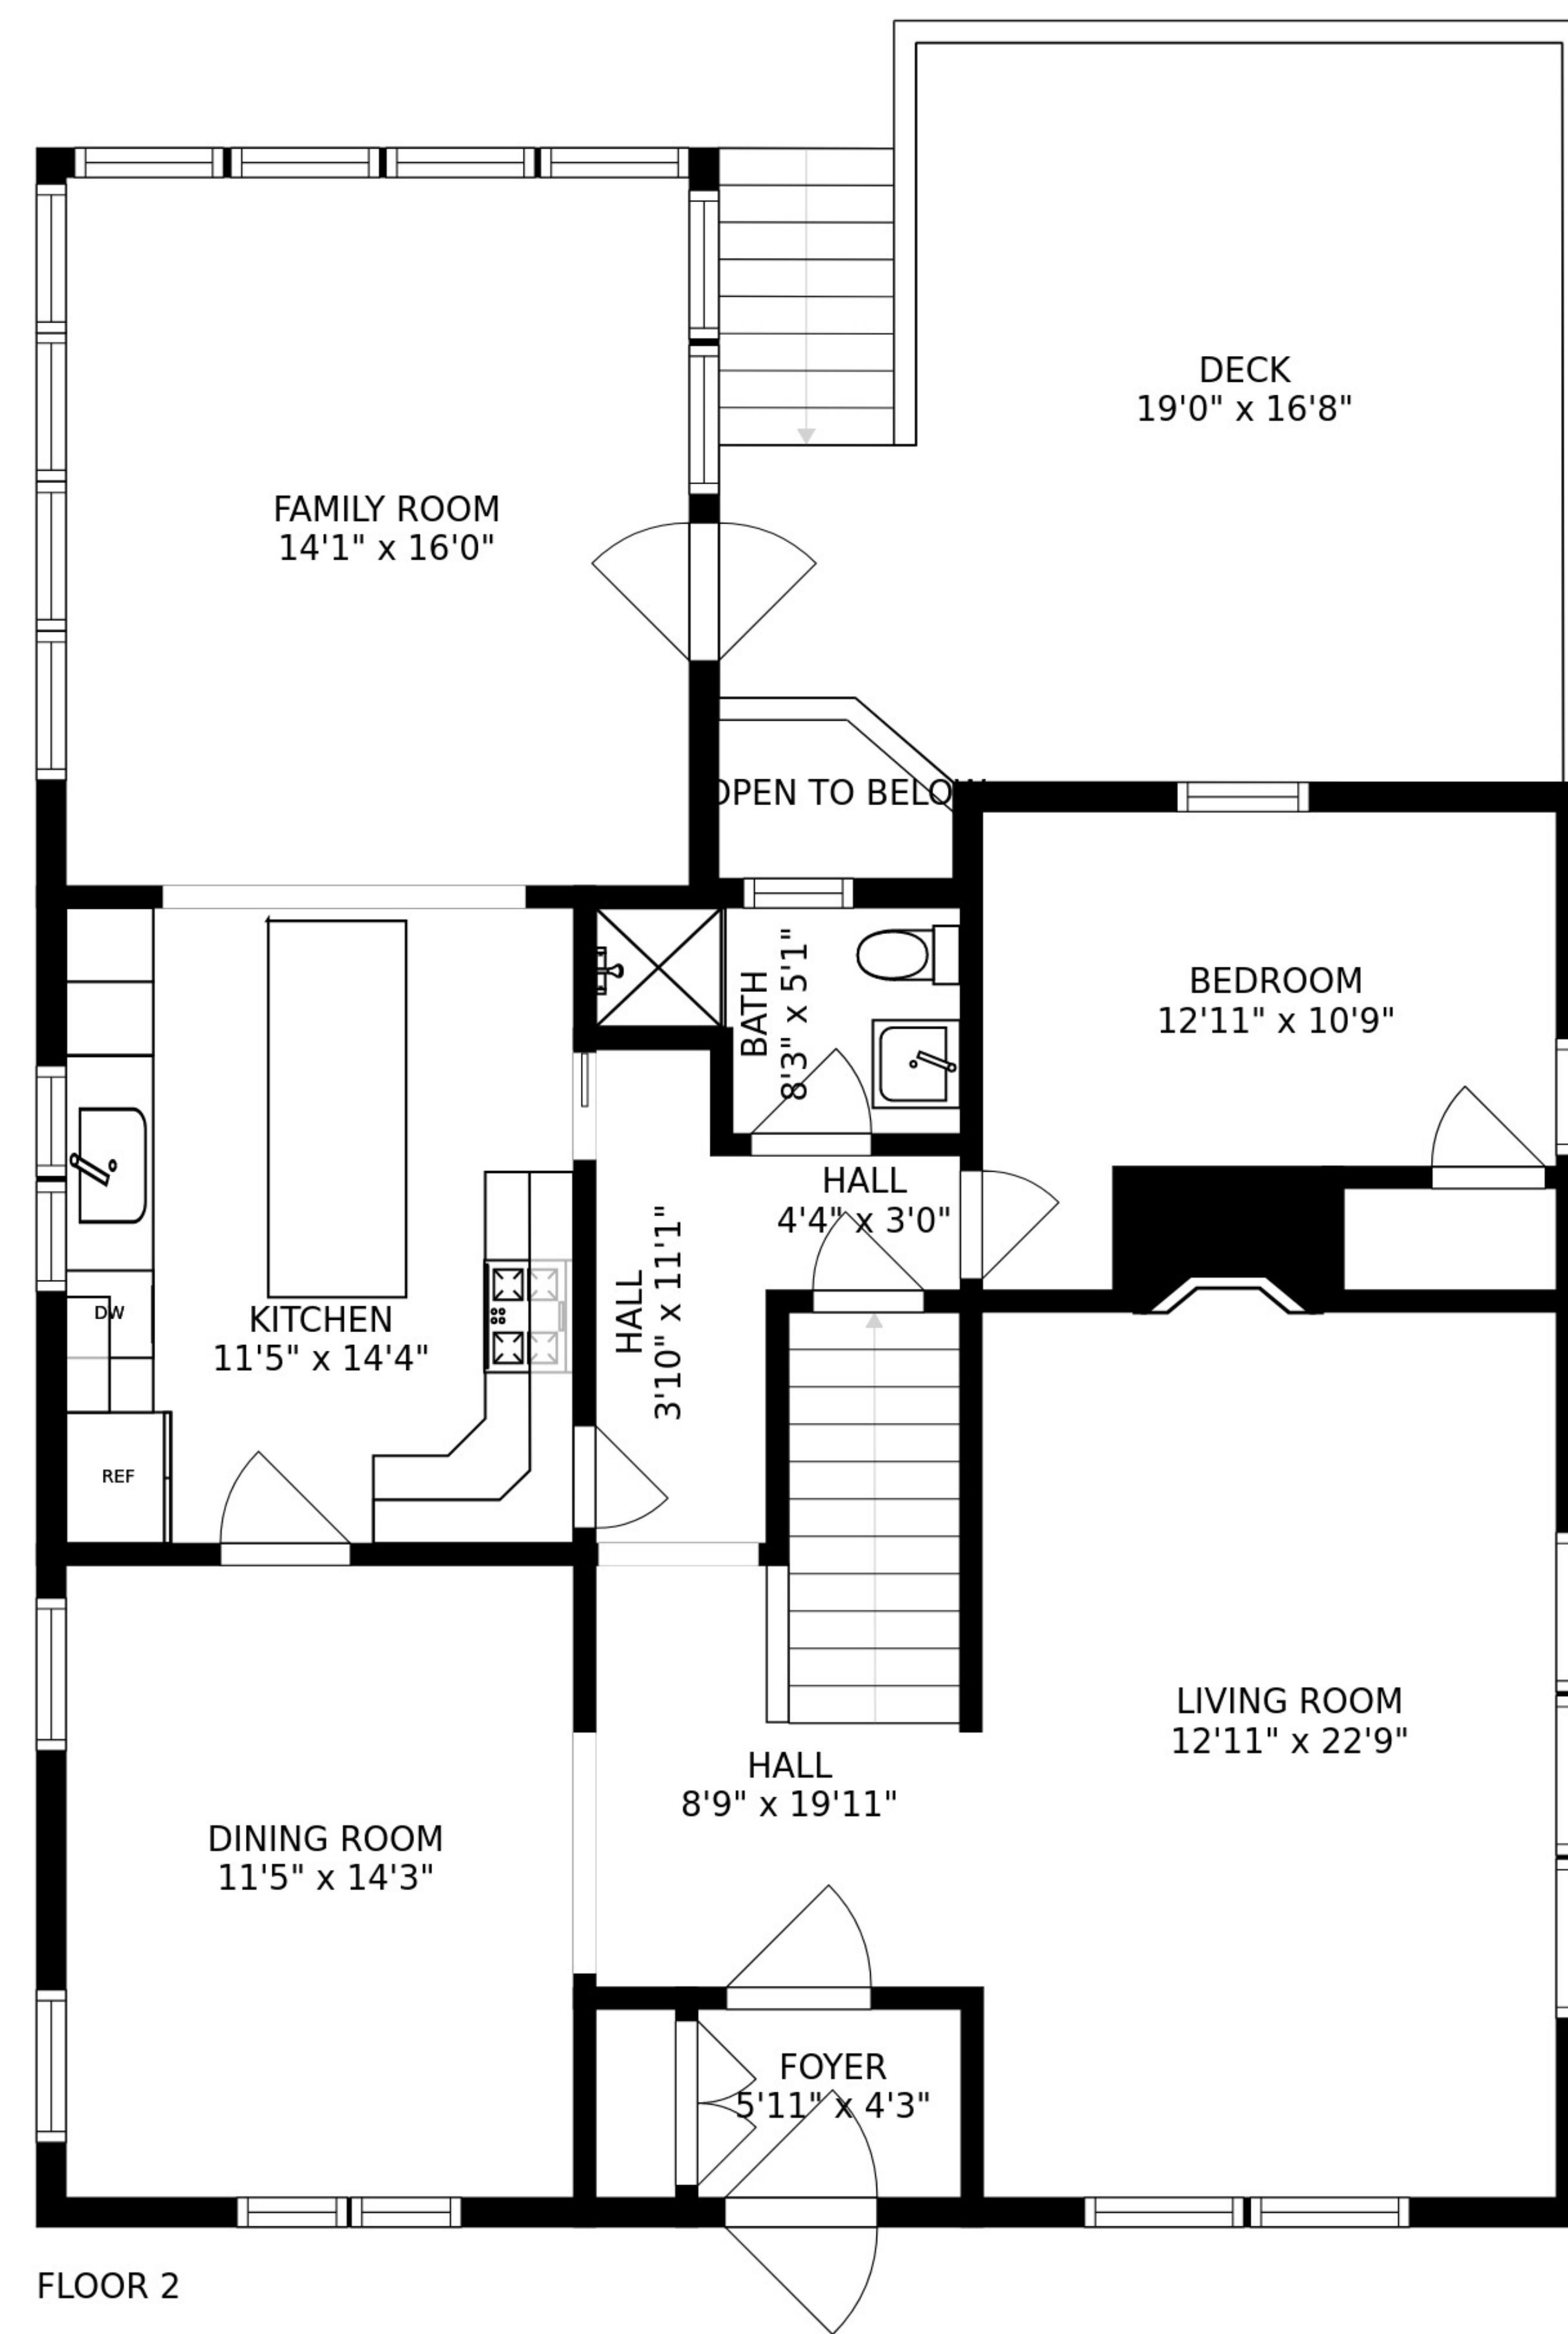 DECK
19'0" x 16'8"
FAMILY ROOM
14'1" x 16'0"
OPEN TO BELOW
BEDROOM
12'11" x 10'9"
BATH
8'3" x 5'1"
HALL
4'4" x 3'0"
HALL
3'10" x 11'1"
DW
KITCHEN
11'5" x 14'4"
REF
LIVING ROOM
12'11" x 22'9"
HALL
8'9" x 19'11"
DINING ROOM
11'5" x 14'3"
FOYER
5'11" x 4'3"
FLOOR 2